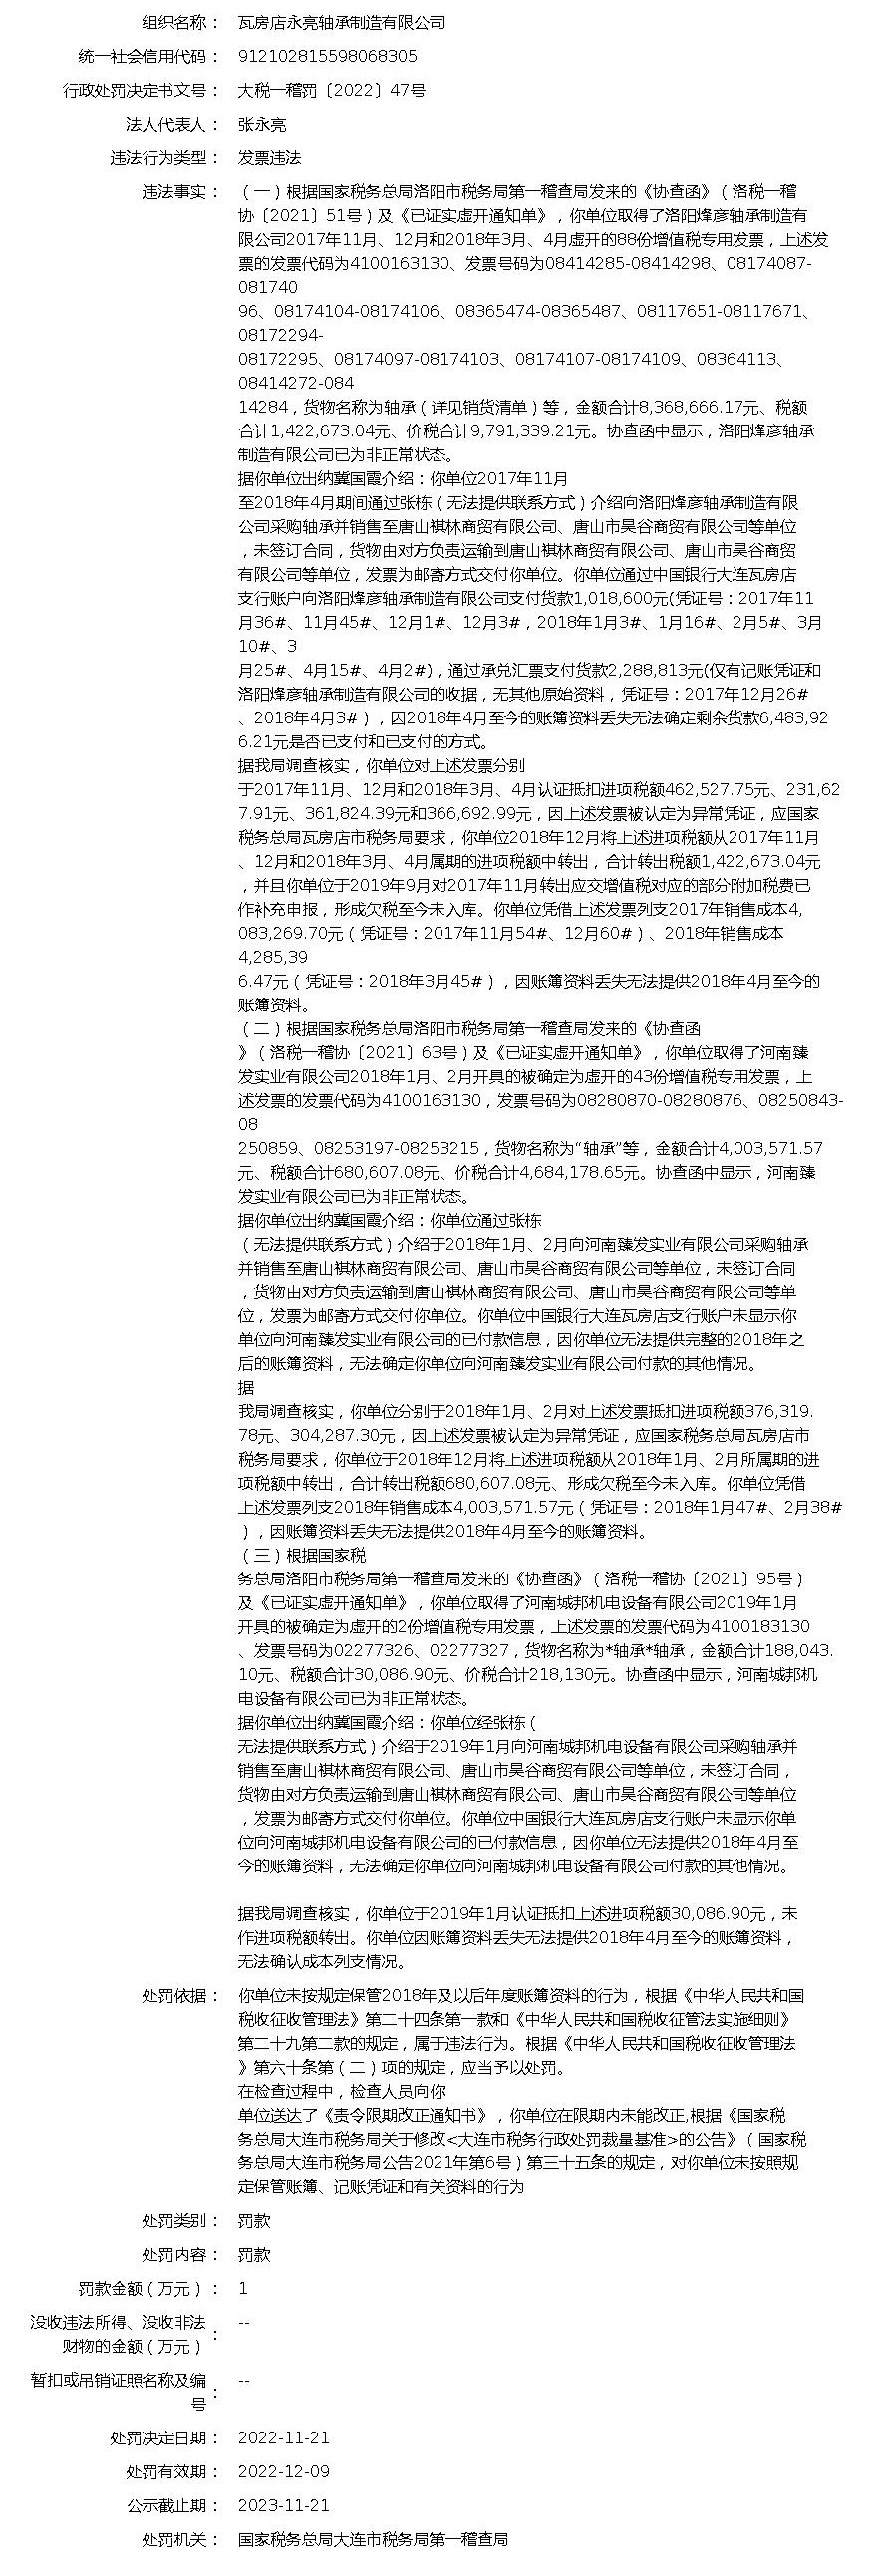 组织名称： 瓦房店永亮轴承制造有限公司
统一社会信用代码： 912102815598068305
行政处罚决定书文号： 大税一稽罚〔2022〕47号
法人代表人： 张永亮
违法行为类型： 发票违法
违法事实： （一）根据国家税务总局洛阳市税务局第一稽查局发来的《协查函》（洛税一稽
协〔2021〕51号）及《已证实虚开通知单》，你单位取得了洛阳烽彦轴承制造有
限公司2017年11月、12月和2018年3月、4月虚开的88份增值税专用发票，上述发
票的发票代码为4100163130、发票号码为08414285-08414298、08174087-
081740
96、08174104-08174106、08365474-08365487、08117651-08117671、
08172294-
08172295、08174097-08174103、08174107-08174109、08364113、
08414272-084
14284，货物名称为轴承（详见销货清单）等，金额合计8,368,666.17元、税额
合计1,422,673.04元、价税合计9,791,339.21元。协查函中显示，洛阳烽彦轴承
制造有限公司已为非正常状态。
据你单位出纳冀国霞介绍：你单位2017年11月
至2018年4月期间通过张栋（无法提供联系方式）介绍向洛阳烽彦轴承制造有限
公司采购轴承并销售至唐山祺林商贸有限公司、唐山市昊谷商贸有限公司等单位
，未签订合同，货物由对方负责运输到唐山祺林商贸有限公司、唐山市昊谷商贸
有限公司等单位，发票为邮寄方式交付你单位。你单位通过中国银行大连瓦房店
支行账户向洛阳烽彦轴承制造有限公司支付货款1,018,600元(凭证号：2017年11
月36#、11月45#、12月1#、12月3#，2018年1月3#、1月16#、2月5#、3月
10#、3
月25#、4月15#、4月2#)，通过承兑汇票支付货款2,288,813元(仅有记账凭证和
洛阳烽彦轴承制造有限公司的收据，无其他原始资料，凭证号：2017年12月26#
、2018年4月3#），因2018年4月至今的账簿资料丢失无法确定剩余货款6,483,92
6.21元是否已支付和已支付的方式。
据我局调查核实，你单位对上述发票分别
于2017年11月、12月和2018年3月、4月认证抵扣进项税额462,527.75元、231,62
7.91元、361,824.39元和366,692.99元，因上述发票被认定为异常凭证，应国家
税务总局瓦房店市税务局要求，你单位2018年12月将上述进项税额从2017年11月
、12月和2018年3月、4月属期的进项税额中转出，合计转出税额1,422,673.04元
，并且你单位于2019年9月对2017年11月转出应交增值税对应的部分附加税费已
作补充申报，形成欠税至今未入库。你单位凭借上述发票列支2017年销售成本4,
083,269.70元（凭证号：2017年11月54#、12月60#）、2018年销售成本
4,285,39
6.47元（凭证号：2018年3月45#），因账簿资料丢失无法提供2018年4月至今的
账簿资料。
（二）根据国家税务总局洛阳市税务局第一稽查局发来的《协查函
》（洛税一稽协〔2021〕63号）及《已证实虚开通知单》，你单位取得了河南臻
发实业有限公司2018年1月、2月开具的被确定为虚开的43份增值税专用发票，上
述发票的发票代码为4100163130，发票号码为08280870-08280876、08250843-
08
250859、08253197-08253215，货物名称为“轴承”等，金额合计4,003,571.57
元、税额合计680,607.08元、价税合计4,684,178.65元。协查函中显示，河南臻
发实业有限公司已为非正常状态。
据你单位出纳冀国霞介绍：你单位通过张栋
（无法提供联系方式）介绍于2018年1月、2月向河南臻发实业有限公司采购轴承
并销售至唐山祺林商贸有限公司、唐山市昊谷商贸有限公司等单位，未签订合同
，货物由对方负责运输到唐山祺林商贸有限公司、唐山市昊谷商贸有限公司等单
位，发票为邮寄方式交付你单位。你单位中国银行大连瓦房店支行账户未显示你
单位向河南臻发实业有限公司的已付款信息，因你单位无法提供完整的2018年之
后的账簿资料，无法确定你单位向河南臻发实业有限公司付款的其他情况。
据
我局调查核实，你单位分别于2018年1月、2月对上述发票抵扣进项税额376,319.
78元、304,287.30元，因上述发票被认定为异常凭证，应国家税务总局瓦房店市
税务局要求，你单位于2018年12月将上述进项税额从2018年1月、2月所属期的进
项税额中转出，合计转出税额680,607.08元、形成欠税至今未入库。你单位凭借
上述发票列支2018年销售成本4,003,571.57元（凭证号：2018年1月47#、2月38#
），因账簿资料丢失无法提供2018年4月至今的账簿资料。
（三）根据国家税
务总局洛阳市税务局第一稽查局发来的《协查函》（洛税一稽协〔2021〕95号）
及《已证实虚开通知单》，你单位取得了河南城邦机电设备有限公司2019年1月
开具的被确定为虚开的2份增值税专用发票，上述发票的发票代码为4100183130
、发票号码为02277326、02277327，货物名称为*轴承*轴承，金额合计188,043.
10元、税额合计30,086.90元、价税合计218,130元。协查函中显示，河南城邦机
电设备有限公司已为非正常状态。
据你单位出纳冀国霞介绍：你单位经张栋（
无法提供联系方式）介绍于2019年1月向河南城邦机电设备有限公司采购轴承并
销售至唐山祺林商贸有限公司、唐山市昊谷商贸有限公司等单位，未签订合同，
货物由对方负责运输到唐山祺林商贸有限公司、唐山市昊谷商贸有限公司等单位
，发票为邮寄方式交付你单位。你单位中国银行大连瓦房店支行账户未显示你单
位向河南城邦机电设备有限公司的已付款信息，因你单位无法提供2018年4月至
今的账簿资料，无法确定你单位向河南城邦机电设备有限公司付款的其他情况。
据我局调查核实，你单位于2019年1月认证抵扣上述进项税额30,086.90元，未
作进项税额转出。你单位因账簿资料丢失无法提供2018年4月至今的账簿资料，
无法确认成本列支情况。
处罚依据： 你单位未按规定保管2018年及以后年度账簿资料的行为，根据《中华人民共和国
税收征收管理法》第二十四条第一款和《中华人民共和国税收征管法实施细则》
第二十九第二款的规定，属于违法行为。根据《中华人民共和国税收征收管理法
》第六十条第（二）项的规定，应当予以处罚。
在检查过程中，检查人员向你
单位送达了《责令限期改正通知书》，你单位在限期内未能改正,根据《国家税
务总局大连市税务局关于修改<大连市税务行政处罚裁量基准>的公告》（国家税
务总局大连市税务局公告2021年第6号）第三十五条的规定，对你单位未按照规
定保管账簿、记账凭证和有关资料的行为
处罚类别： 罚款
处罚内容： 罚款
罚款金额（万元）： 1
没收违法所得、没收非法
财物的金额（万元）： --
暂扣或吊销证照名称及编
号： --
处罚决定日期： 2022-11-21
处罚有效期： 2022-12-09
公示截止期： 2023-11-21
处罚机关： 国家税务总局大连市税务局第一稽查局